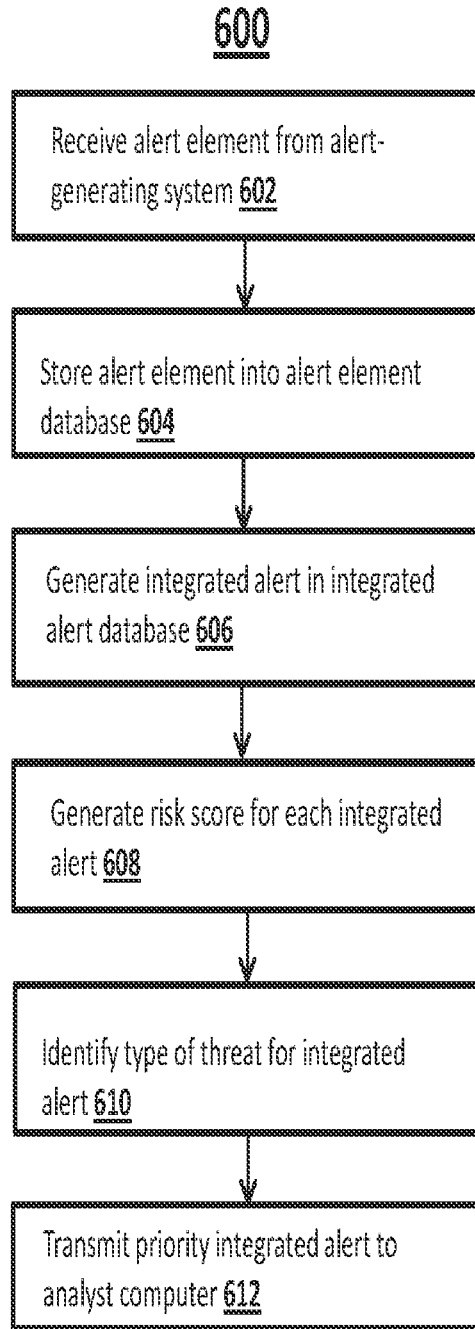 600
Receive alert element from alert-
generating system 602
Store alert element into alert element
database 604
Generate integrated alert in integrated
alert database 606
Generate risk score for each integrated
alert 608
Identify type of threat for integrated
alert 610
Transmit priority integrated alert to
analyst computer 612